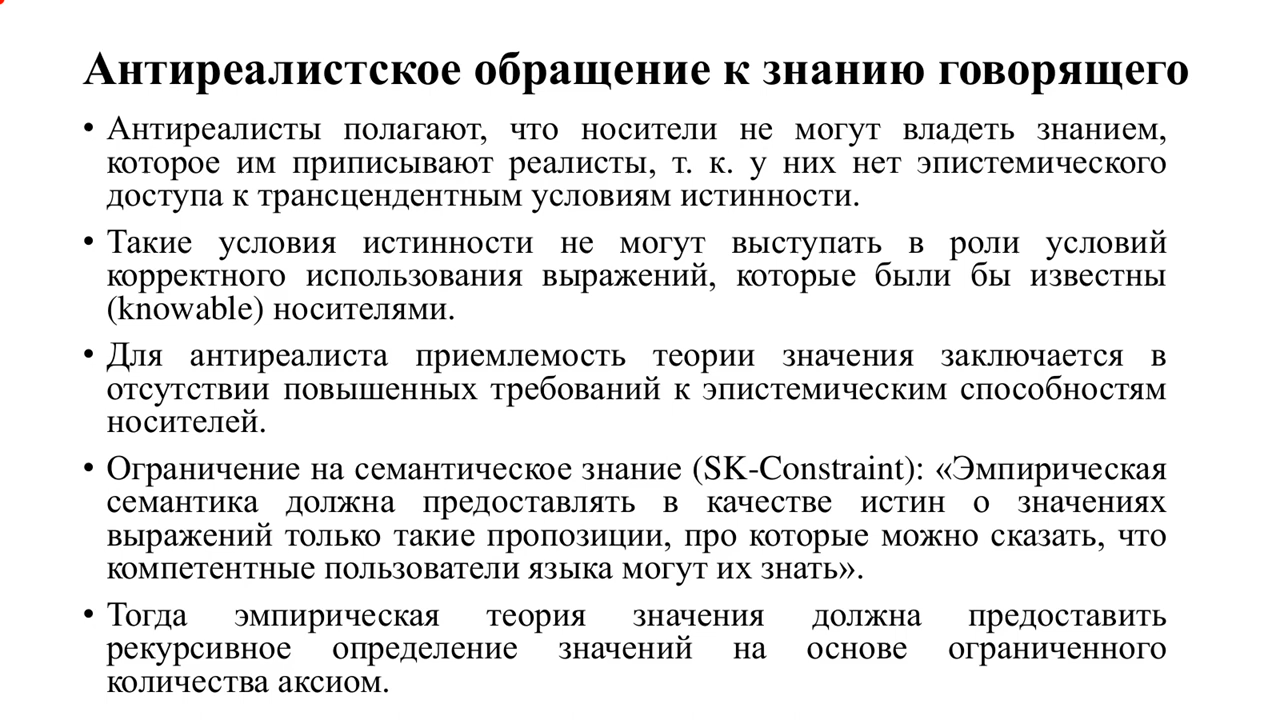 Антиреалистское обращение к знанию говорящего
• Антиреалисты полагают, что носители не могут владеть знанием,
которое им приписывают реалисты, т. к. у них нет эпистемического
доступа к трансцендентным условиям истинности.
• Такие условия истинности не могут выступать в роли условий
корректного использования выражений, которые были бы известны
(knowable) носителями.
• Для антиреалиста приемлемость теории значения заключается в
отсутствии повышенных требований к эпистемическим способностям
носителей.
• Ограничение на семантическое знание (SK-Constraint): «Эмпирическая
семантика должна предоставлять в качестве истин о значениях
выражений только такие пропозиции, про которые можно сказать, что
компетентные пользователи языка могут их знать».
• Тогда эмпирическая теория значения должна предоставить
рекурсивное определение значений на основе ограниченного
количества аксиом.